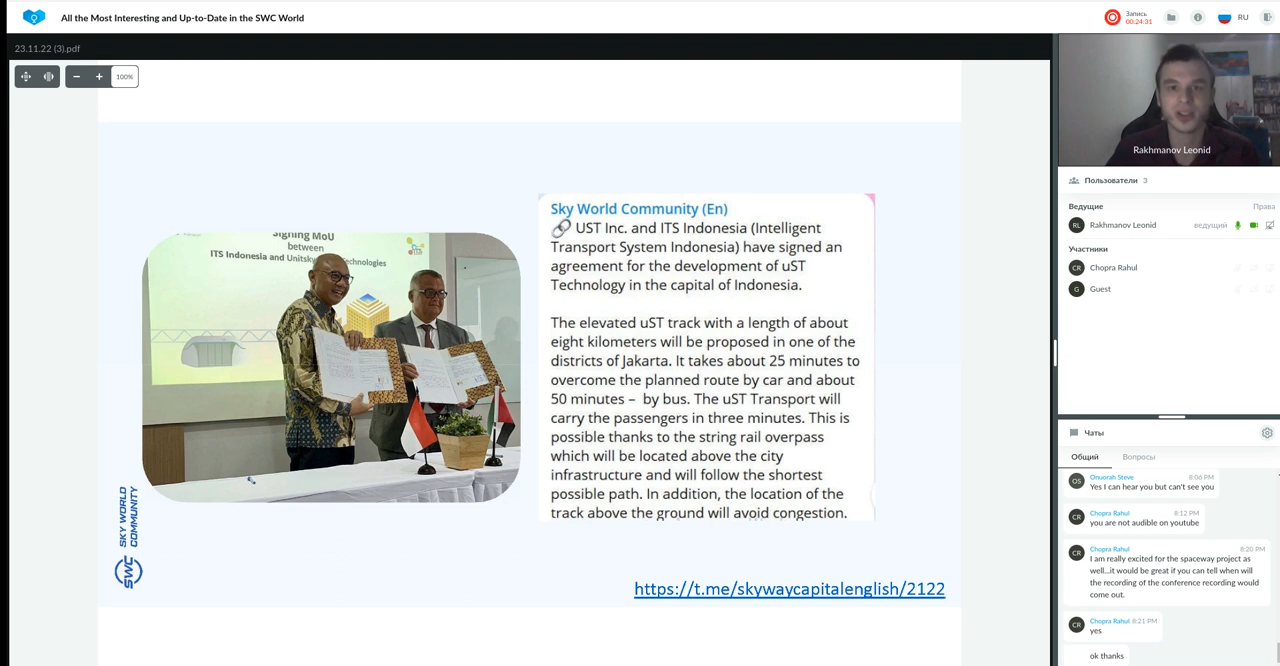 All the Most Interesting and Up-to-Date in the SWC World
Запись
00:24:31
RU
23.11.22 (3).pdf
100%
Signing MoU
between
ITS Indonesia and Unitsky Technologies
Sky World Community (En)
UST Inc. and ITS Indonesia (Intelligent
Transport System Indonesia) have signed an
agreement for the development of uST
Technology in the capital of Indonesia.
The elevated uST track with a length of about
eight kilometers will be proposed in one of the
districts of Jakarta. It takes about 25 minutes to
overcome the planned route by car and about
50 minutes – by bus. The uST Transport will
carry the passengers in three minutes. This is
possible thanks to the string rail overpass
which will be located above the city
infrastructure and will follow the shortest
possible path. In addition, the location of the
track above the ground will avoid congestion.
SWC SKY WORLD
COMMUNITY
https://t.me/skywaycapitalenglish/2122
Rakhmanov Leonid
Пользователи 3
Ведущие Права
RL Rakhmanov Leonid ведущий
Участники
CR Chopra Rahul
G Guest
Чаты
Общий Вопросы
OS Onuorah Steve 8:06 PM
Yes I can hear you but can't see you
CR Chopra Rahul 8:12 PM
you are not audible on youtube
CR Chopra Rahul 8:20 PM
I am really excited for the spaceway project as
well...it would be great if you can tell when will
the recording of the conference recording would
come out.
CR Chopra Rahul 8:21 PM
yes
ok thanks